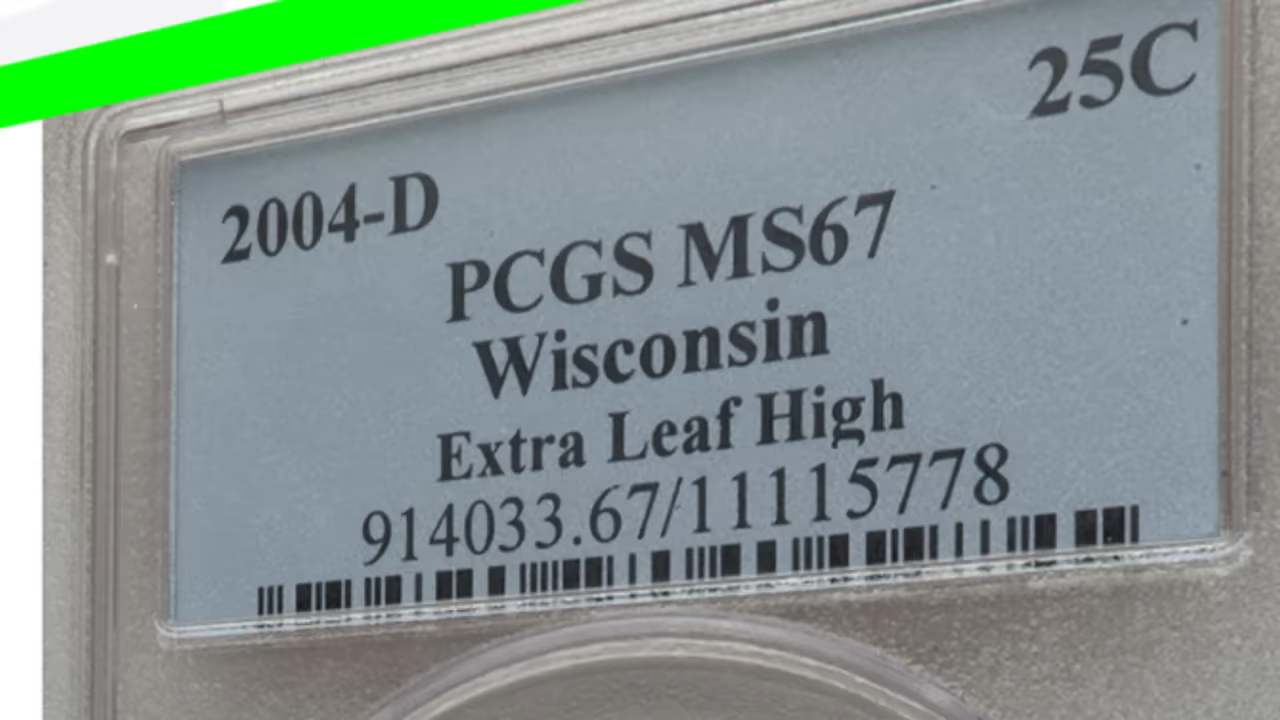 2004-D 25C
PCGS MS67
Wisconsin
Extra Leaf High
914033.67/11115778